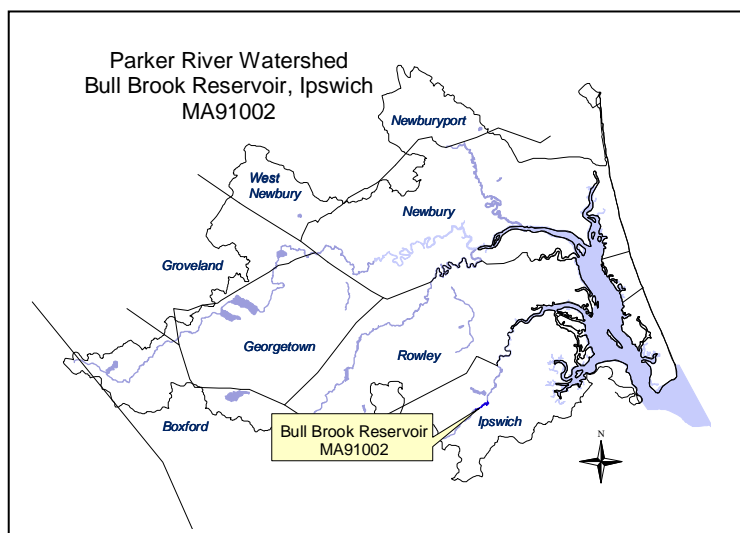 Parker River Watershed
Bull Brook Reservoir, Ipswich
MA91002
Newburyport
West
Newbury
Newbury
Groveland
Georgetown
Rowley
Boxford
Ipswich
Bull Brook Reservoir
MA91002
N